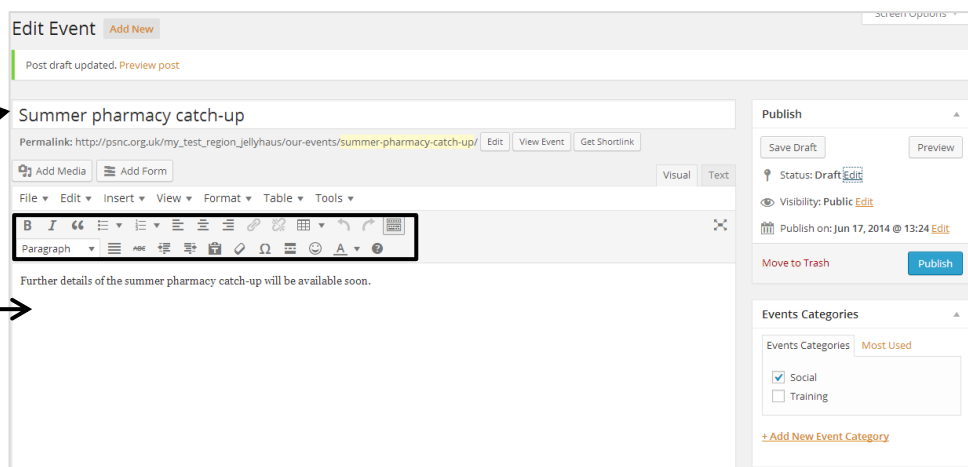 Edit Event Add New
Screen Options
Post draft updated. Preview post
Summer pharmacy catch-up
Permalink: http://psnc.org.uk/my_test_region_jellyhaus/our-events/summer-pharmacy-catch-up/ Edit View Event Get Shortlink
Add Media Add Form
Visual Text
File Edit Insert View Format Table Tools
B I
Paragraph ABC Ω A
Further details of the summer pharmacy catch-up will be available soon.
Publish
Save Draft Preview
Status: Draft Edit
Visibility: Public Edit
Publish on: Jun 17, 2014 @ 13:24 Edit
Move to Trash Publish
Events Categories
Events Categories Most Used
Social
Training
+ Add New Event Category